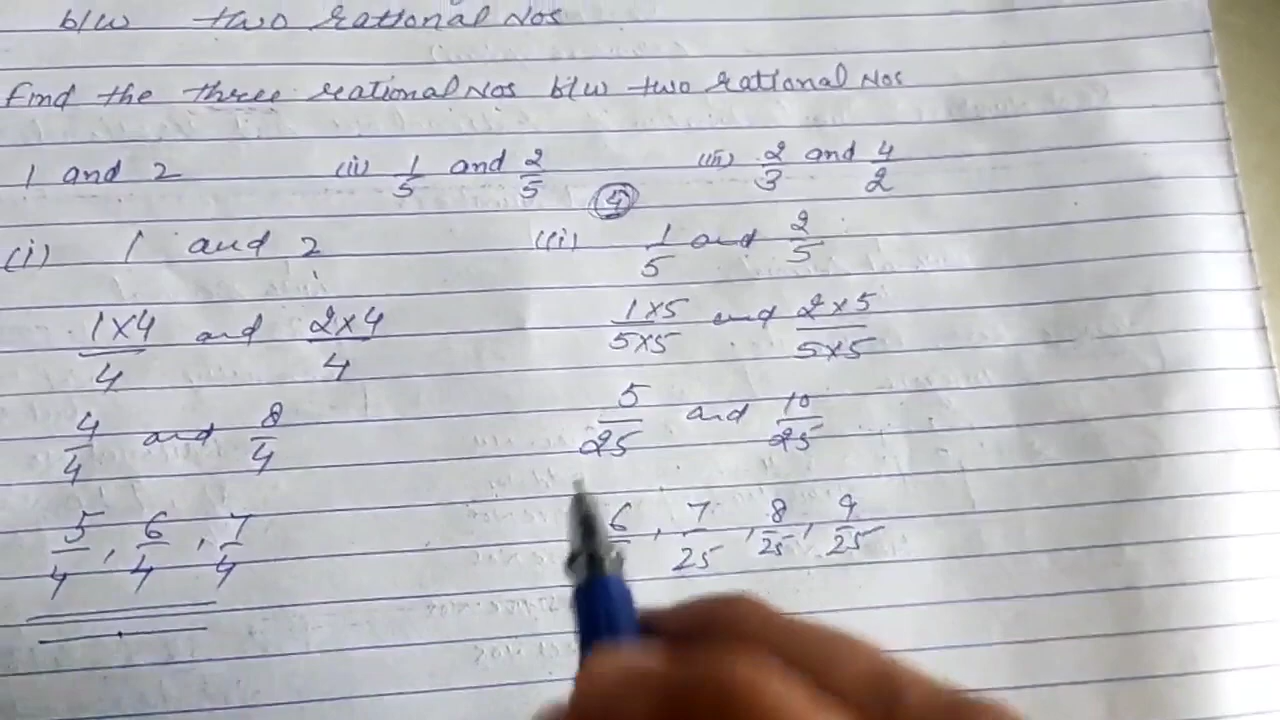 b/w two rational Nos
Find the three rational Nos b/w two rational Nos
1 and 2 (ii) 1/5 and 2/5 (iii) 2/3 and 4/2
4
(i) 1 and 2 (ii) 1/5 and 2/5
1×4/4 and 2×4/4 1×5/5×5 and 2×5/5×5
4/4 and 8/4 5/25 and 10/25
5/4, 6/4, 7/4 6, 7/25, 8/25, 9/25